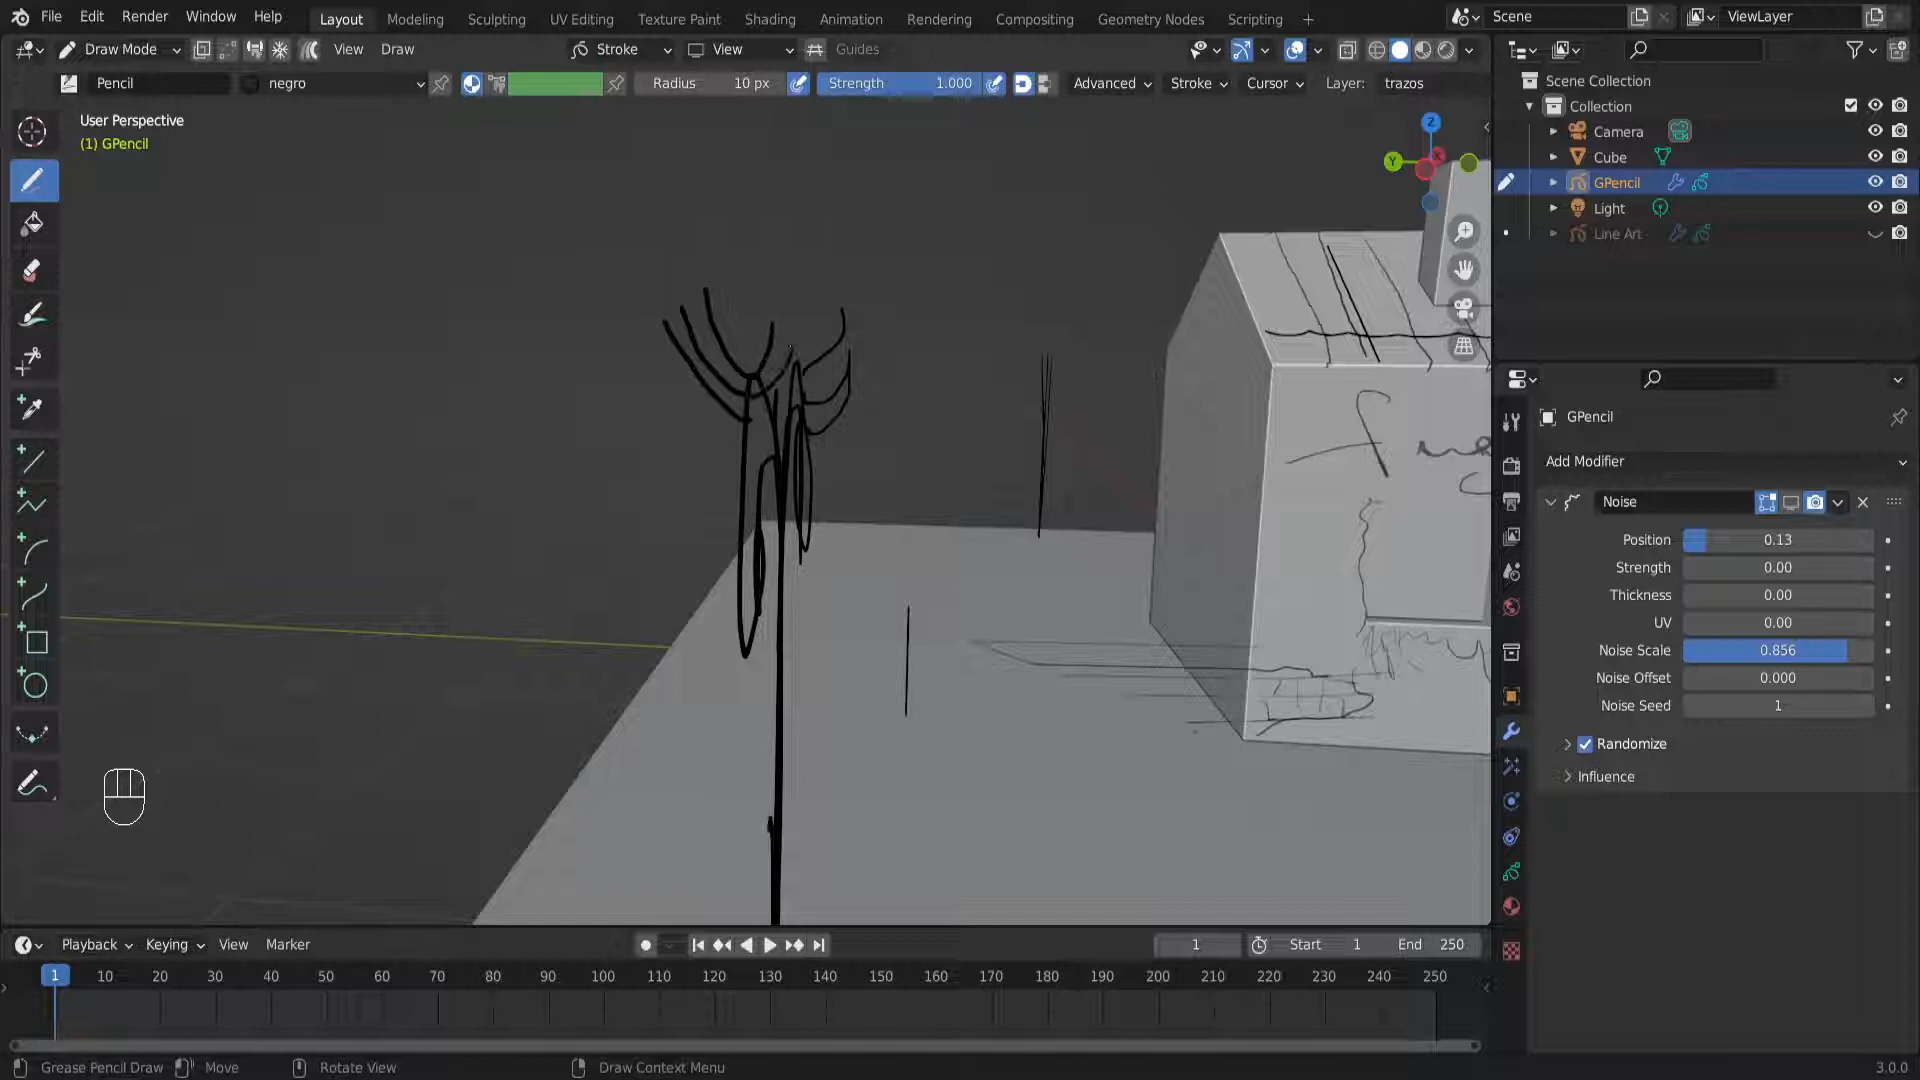 File Edit Render Window Help Layout Modeling Sculpting UV Editing Texture Paint Shading Animation Rendering Compositing Geometry Nodes Scripting + Scene ViewLayer
Draw Mode View Draw Stroke View Guides
Pencil negro Radius 10 px Strength 1.000 Advanced Stroke Cursor Layer: trazos
Scene Collection
Collection
Camera
Cube
GPencil
Light
Line Art
User Perspective
(1) GPencil
Z
Y
X
GPencil
Add Modifier
Noise
Position 0.13
Strength 0.00
Thickness 0.00
UV 0.00
Noise Scale 0.856
Noise Offset 0.000
Noise Seed 1
Randomize
Influence
Playback Keying View Marker 1 Start 1 End 250
1 10 20 30 40 50 60 70 80 90 100 110 120 130 140 150 160 170 180 190 200 210 220 230 240 250
Grease Pencil Draw Move Rotate View Draw Context Menu 3.0.0